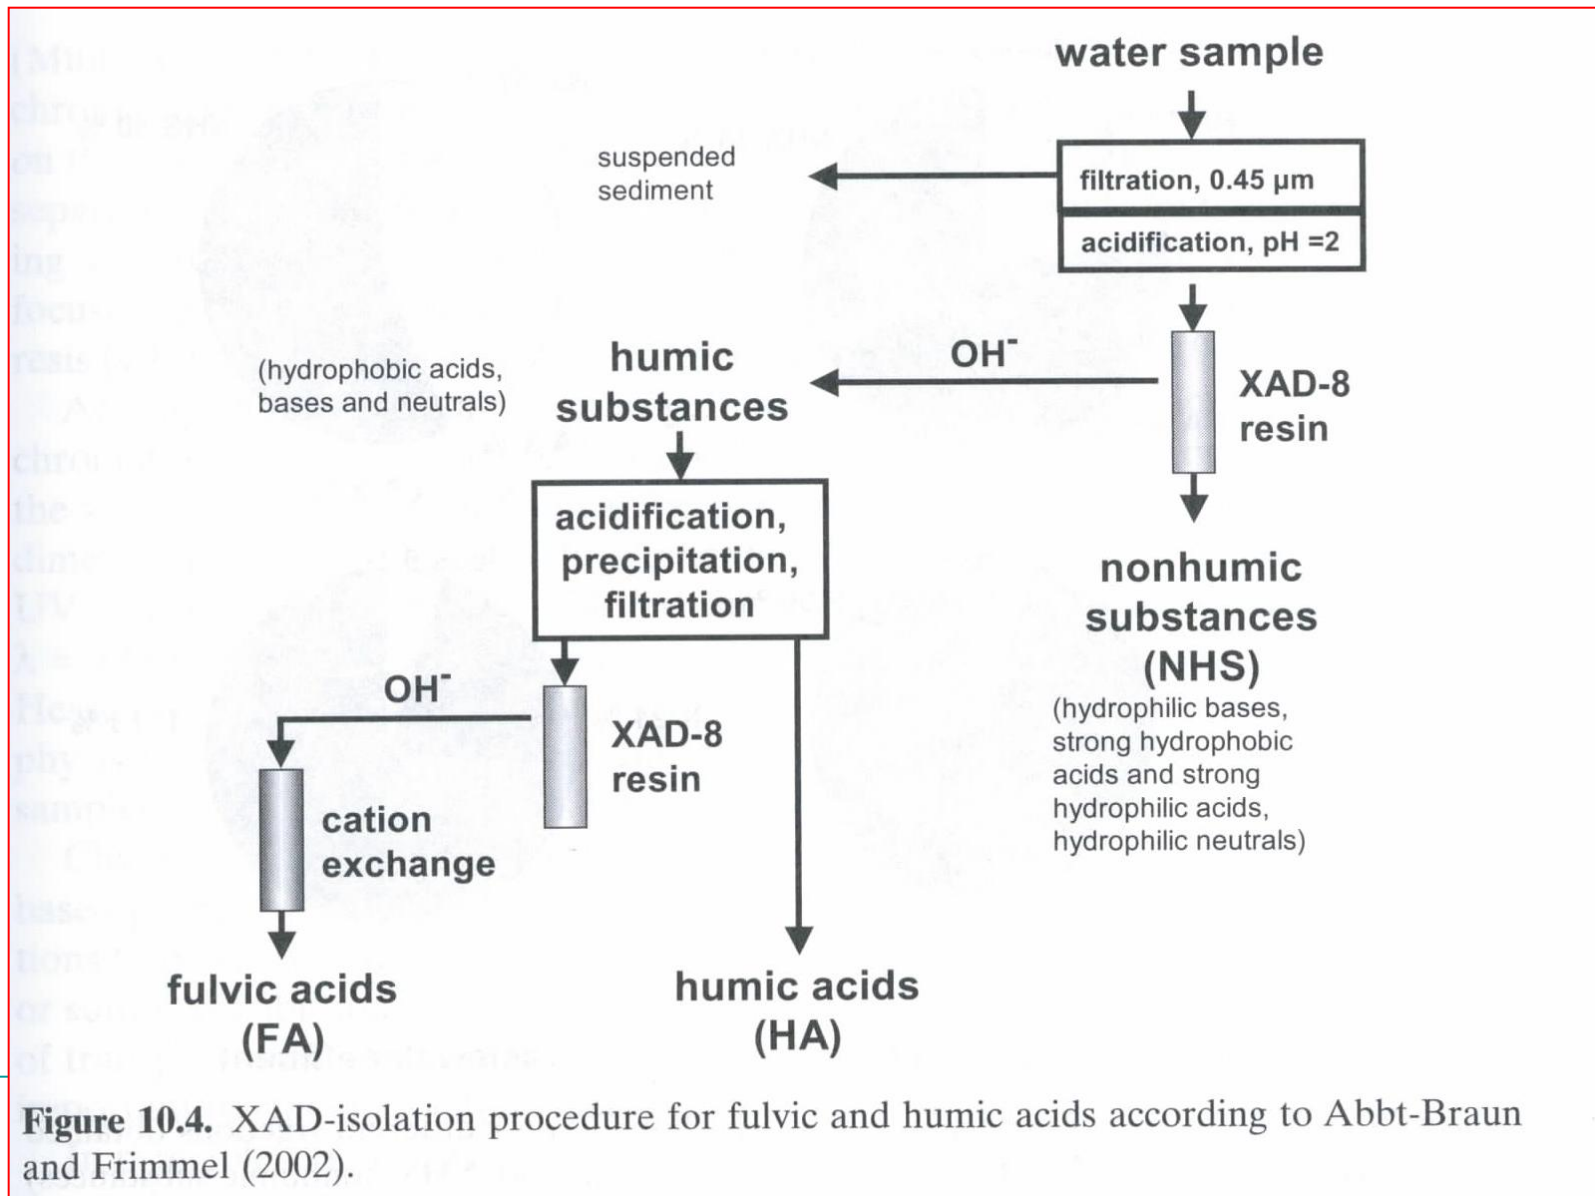 water sample
suspended
sediment
filtration, 0.45 µm
acidification, pH =2
humic
substances
(hydrophobic acids,
bases and neutrals)
OH⁻
XAD-8
resin
acidification,
precipitation,
filtration
nonhumic
substances
(NHS)
(hydrophilic bases,
strong hydrophobic
acids and strong
hydrophilic acids,
hydrophilic neutrals)
OH⁻
XAD-8
resin
cation
exchange
fulvic acids
(FA)
humic acids
(HA)
Figure 10.4. XAD-isolation procedure for fulvic and humic acids according to Abbt-Braun
and Frimmel (2002).